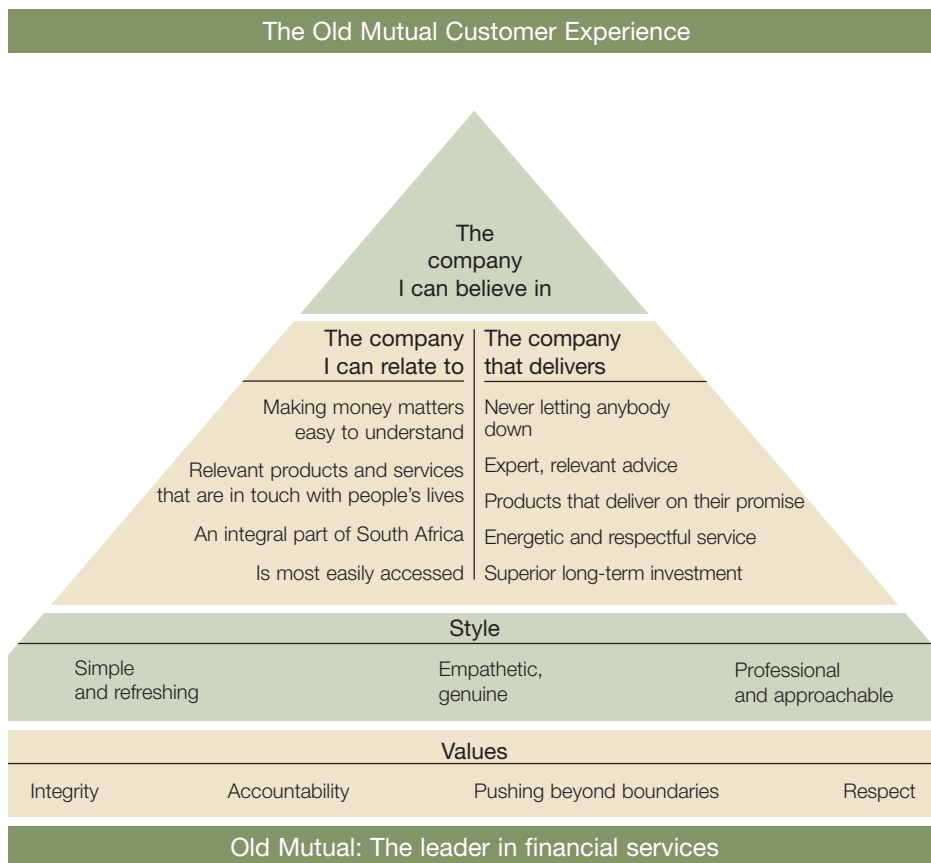 The Old Mutual Customer Experience
The
company
I can believe in
The company
I can relate to
Making money matters
easy to understand
Relevant products and services
that are in touch with people's lives
An integral part of South Africa
Is most easily accessed
The company
that delivers
Never letting anybody
down
Expert, relevant advice
Products that deliver on their promise
Energetic and respectful service
Superior long-term investment
Style
Simple
and refreshing
Empathetic,
genuine
Professional
and approachable
Values
Integrity
Accountability
Pushing beyond boundaries
Respect
Old Mutual: The leader in financial services